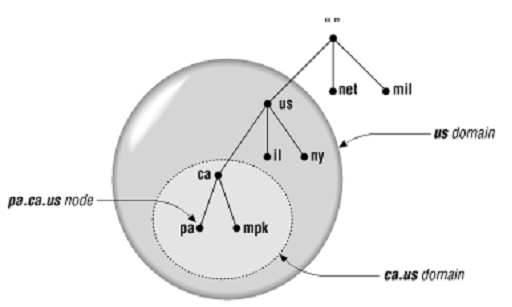 " "
net
mil
us
us domain
il
ny
ca
pa.ca.us node
pa
mpk
ca.us domain